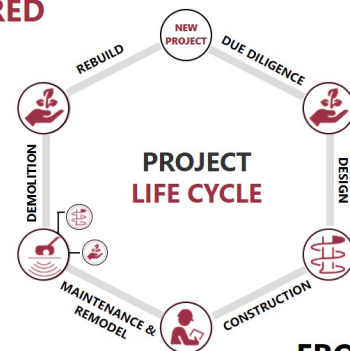 RED
NEW
PROJECT
REBUILD
DUE DILIGENCE
PROJECT
LIFE CYCLE
DEMOLITION
DESIGN
MAINTENANCE &
REMODEL
CONSTRUCTION